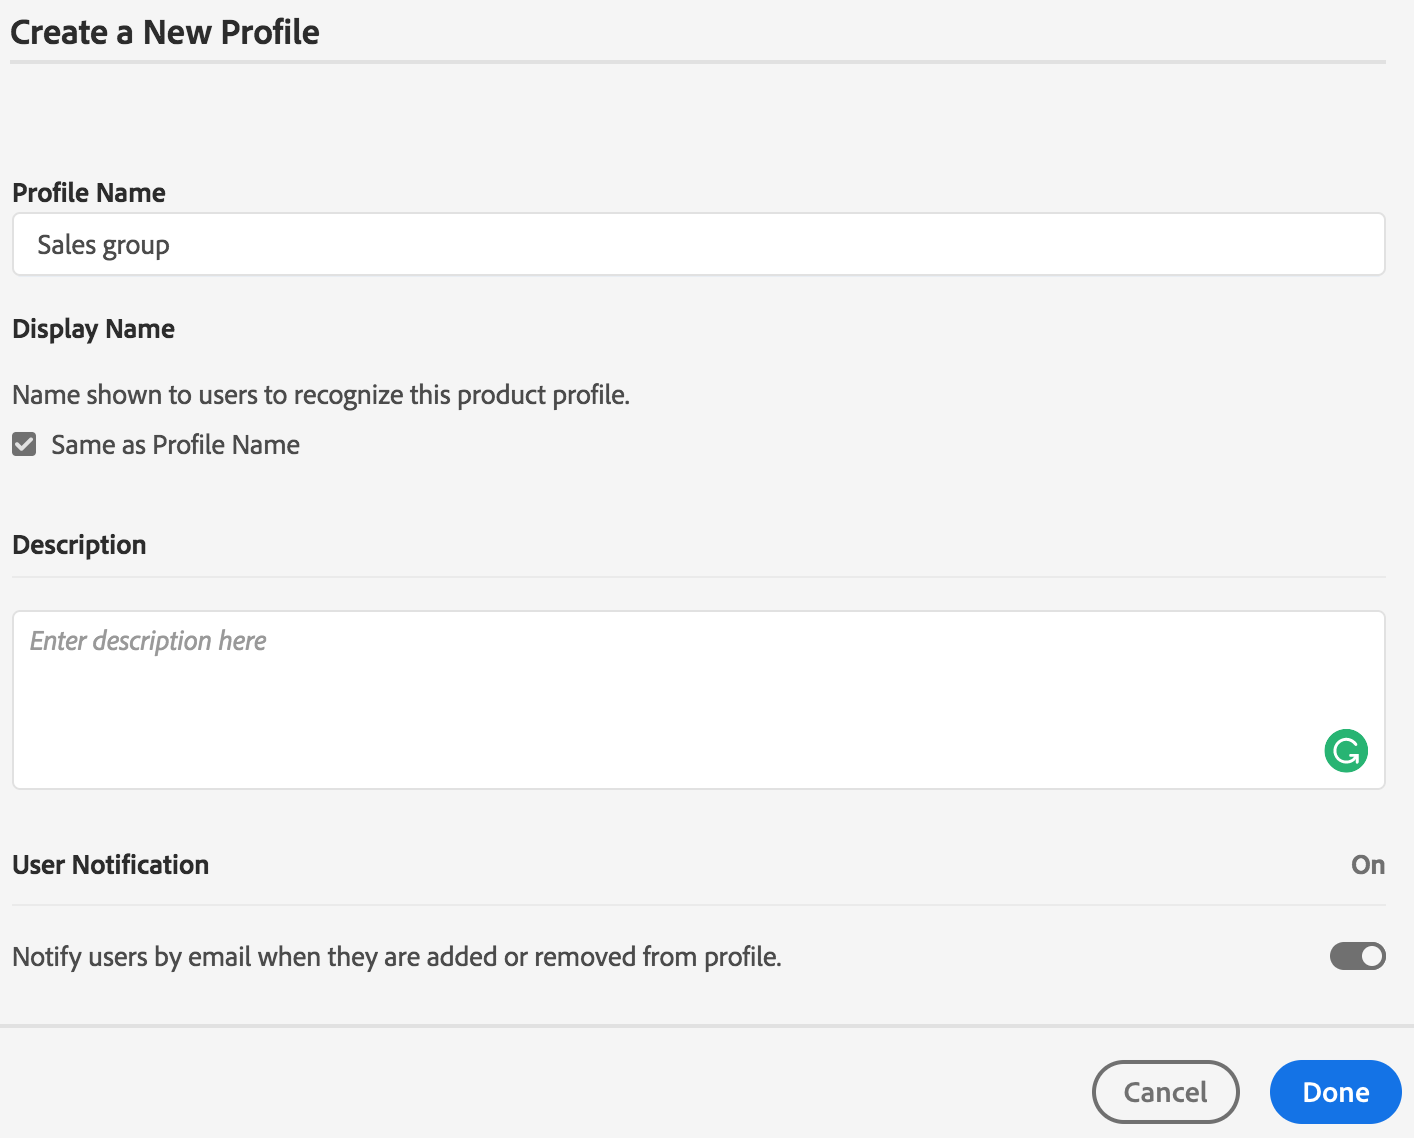 Create a New Profile
Profile Name
Sales group
Display Name
Name shown to users to recognize this product profile.
Same as Profile Name
Description
Enter description here
User Notification
On
Notify users by email when they are added or removed from profile.
Cancel
Done